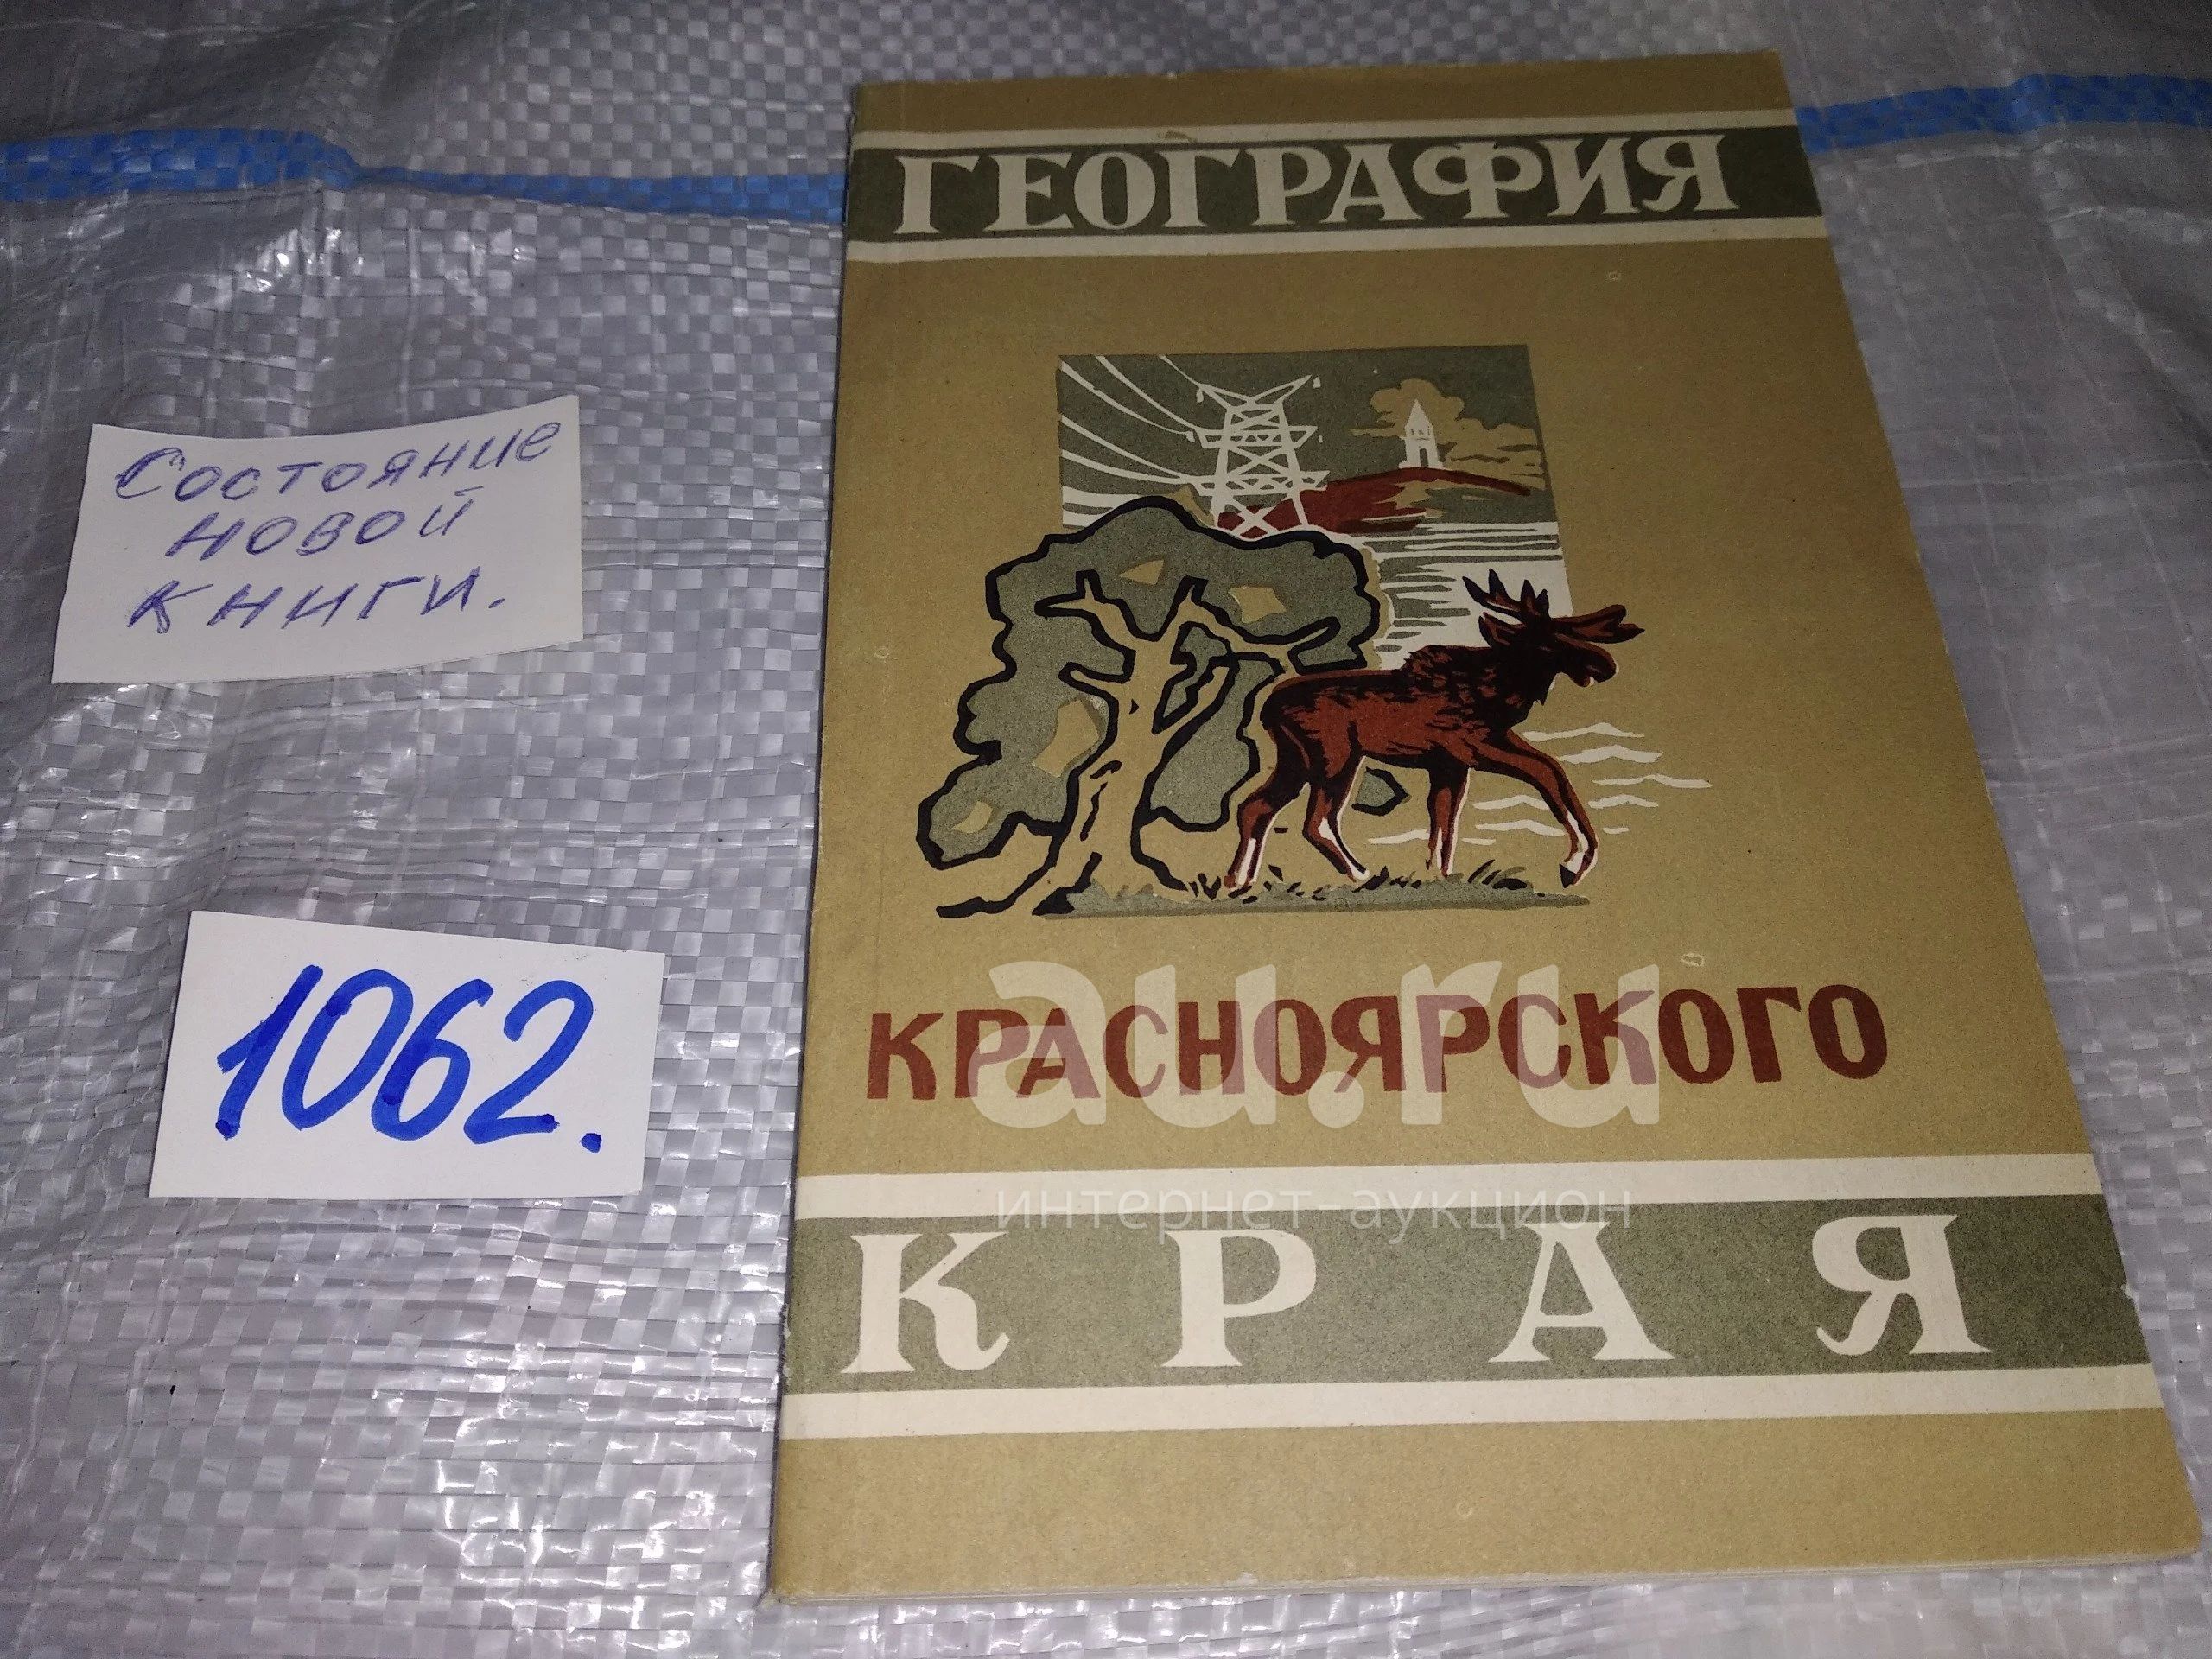 ГЕОГРАФИЯ
Состояние
новой
книги.
1062.
КРАСНОЯРСКОГО
au.ru
интернет-аукцион
КРАЯ